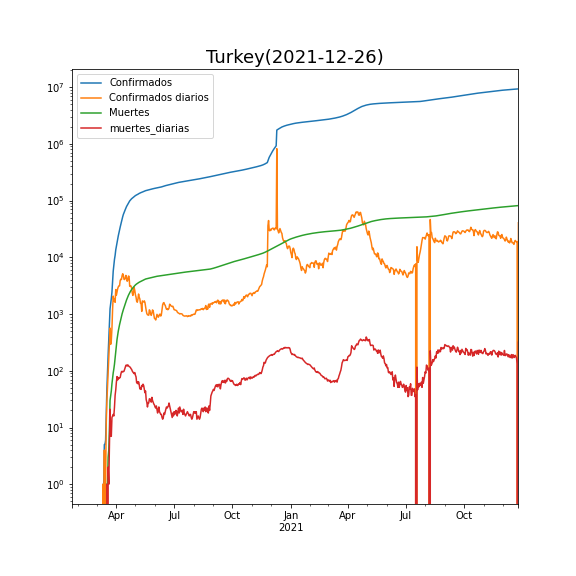 Turkey(2021-12-26)
Confirmados
Confirmados diarios
Muertes
muertes_diarias
10⁷
10⁶
10⁵
10⁴
10³
10²
10¹
10⁰
Apr Jul Oct Jan Apr Jul Oct
2021